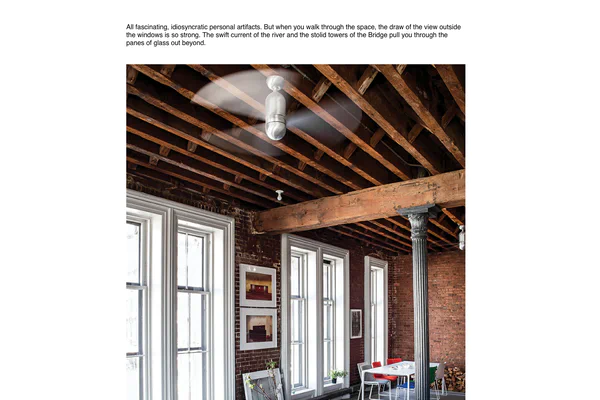 All fascinating, idiosyncratic personal artifacts. But when you walk through the space, the draw of the view outside
the windows is so strong. The swift current of the river and the stolid towers of the Bridge pull you through the
panes of glass out beyond.